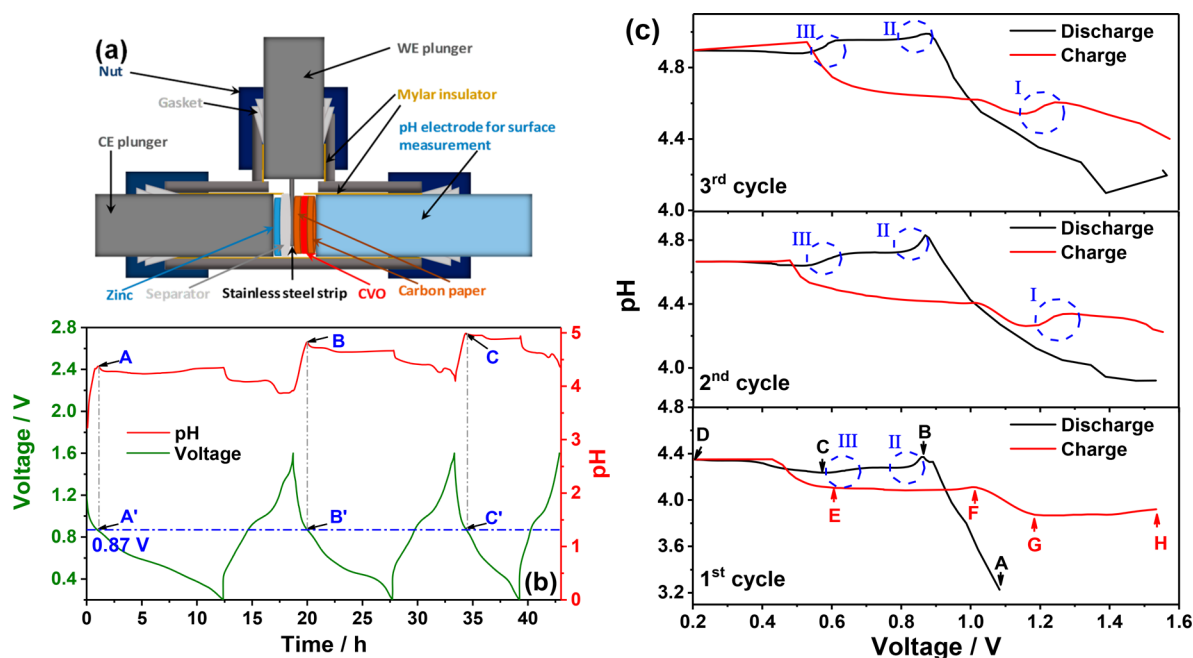 (a)
WE plunger
Nut
Gasket
Mylar insulator
pH electrode for surface
measurement
CE plunger
Zinc
Separator
Stainless steel strip
CVO
Carbon paper
2.8
2.4
2.0
1.6
1.2
0.8
0.4
Voltage / V
A
B
C
pH
Voltage
A'
B'
C'
0.87 V
(b)
5
4
3
2
1
0
pH
0
5
10
15
20
25
30
35
40
Time / h
(c)
III
II
I
Discharge
Charge
4.8
4.4
4.0
3rd cycle
III
II
I
Discharge
Charge
4.8
4.4
4.0
pH
2nd cycle
4.8
4.4
4.0
3.6
3.2
D
C
III
II
B
Discharge
Charge
E
F
G
H
A
1st cycle
0.2
0.4
0.6
0.8
1.0
1.2
1.4
1.6
Voltage / V